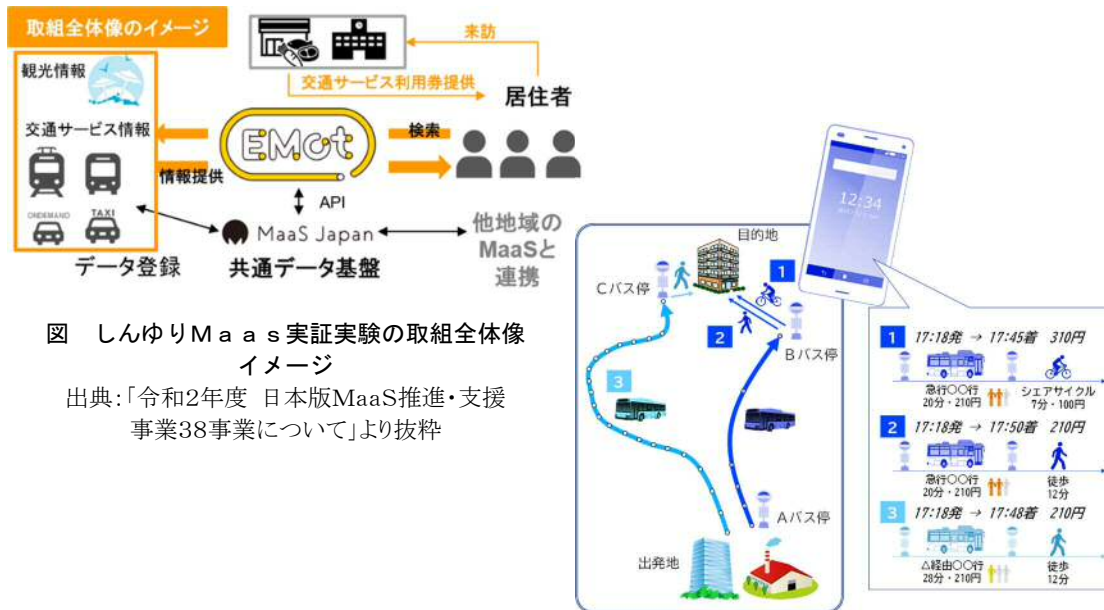 取組全体像のイメージ
観光情報
交通サービス情報
ONDEMAND
TAXI
データ登録
来訪
交通サービス利用券提供
居住者
EMot
検索
情報提供
API
MaaS Japan
共通データ基盤
他地域の
MaaSと
連携
図 しんゆりMaas実証実験の取組全体像
イメージ
出典:「令和2年度 日本版MaaS推進・支援
事業38事業について」より抜粋
12:34
目的地
Cバス停
1
2
Bバス停
3
Aバス停
出発地
1 17:18発 → 17:45着 310円
急行〇〇行
20分・210円
シェアサイクル
7分・100円
2 17:18発 → 17:50着 210円
急行〇〇行
20分・210円
徒歩
12分
3 17:18発 → 17:48着 210円
△経由〇〇行
28分・210円
徒歩
12分